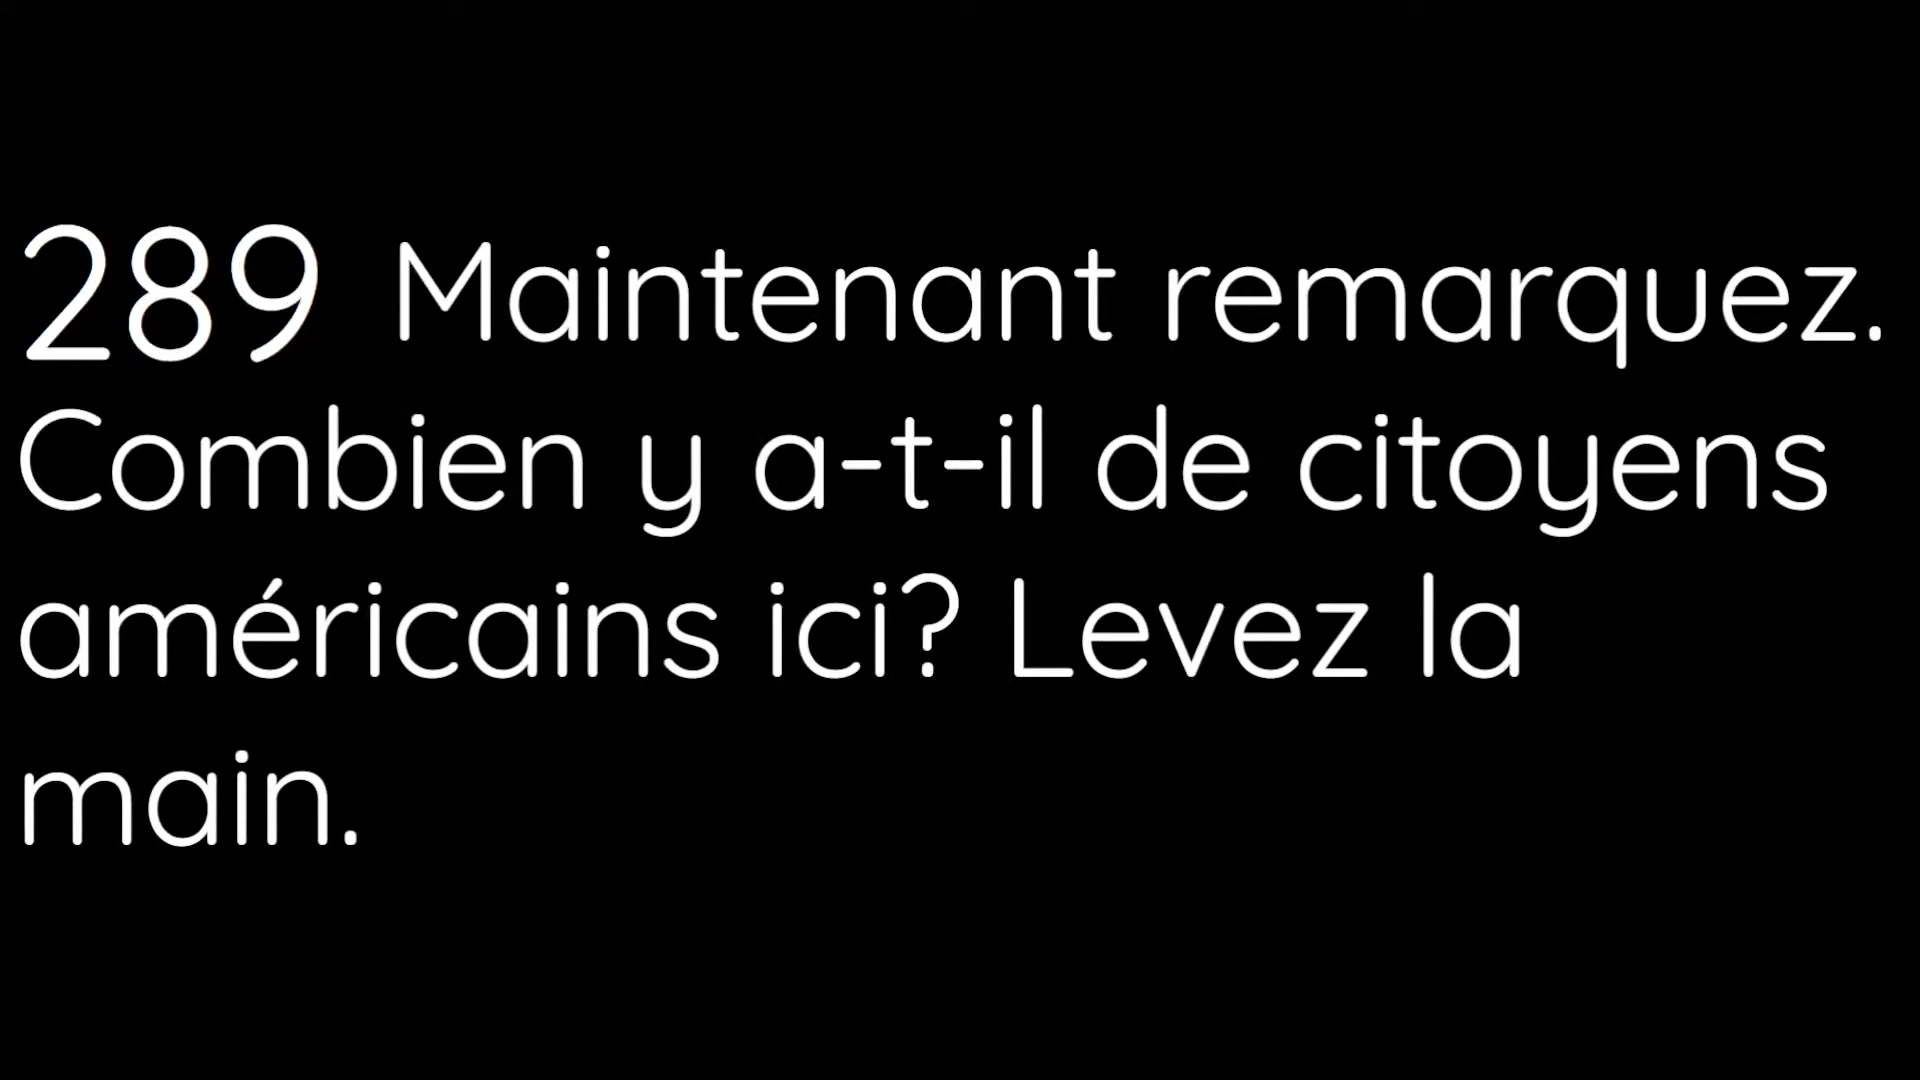 289 Maintenant remarquez.
Combien y a-t-il de citoyens
américains ici? Levez la
main.